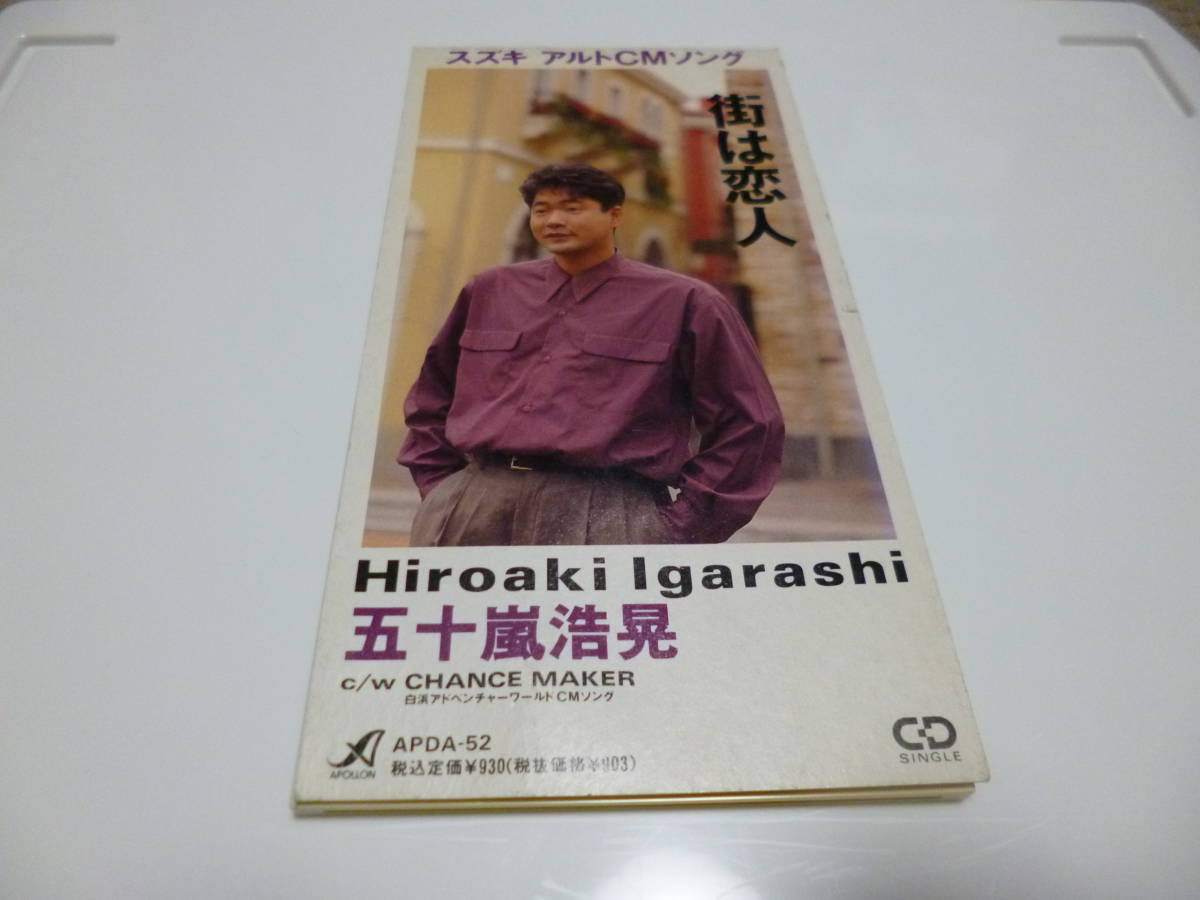 スズキ アルトCMソング
街は恋人
Hiroaki Igarashi
五十嵐浩晃
c/w CHANCE MAKER
白浜アドベンチャーワールドCMソング
APOLLON
APDA-52
税込定価¥930(税抜価格¥903)
CD
SINGLE